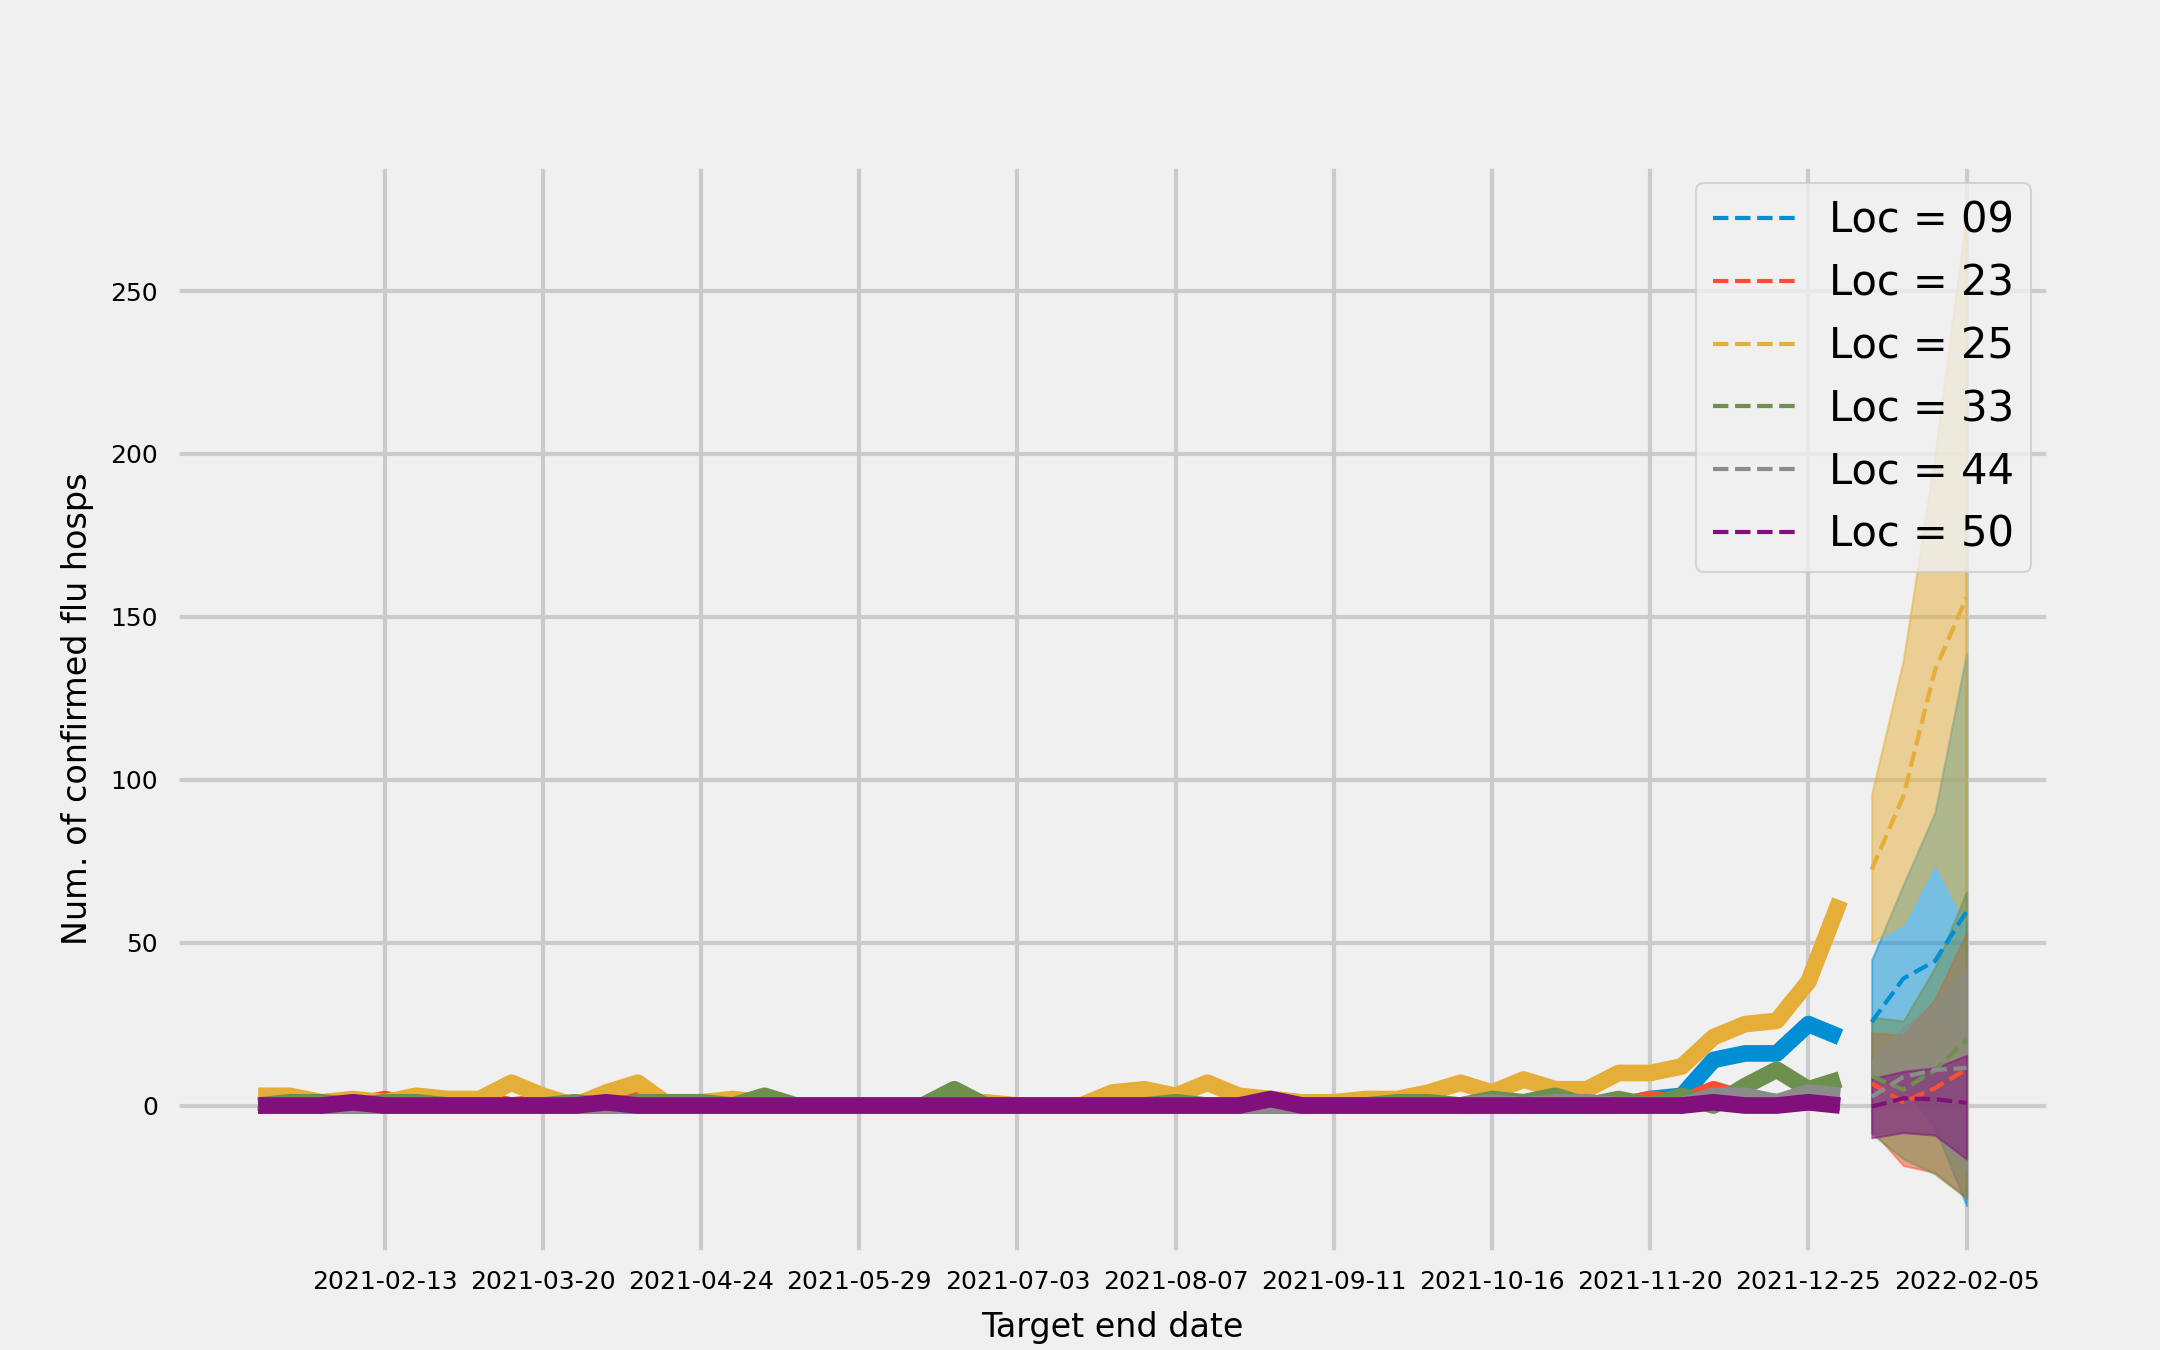 Loc = 09
Loc = 23
Loc = 25
Loc = 33
Loc = 44
Loc = 50
250
200
150
100
50
0
Num. of confirmed flu hosps
2021-02-13 2021-03-20 2021-04-24 2021-05-29 2021-07-03 2021-08-07 2021-09-11 2021-10-16 2021-11-20 2021-12-25 2022-02-05
Target end date